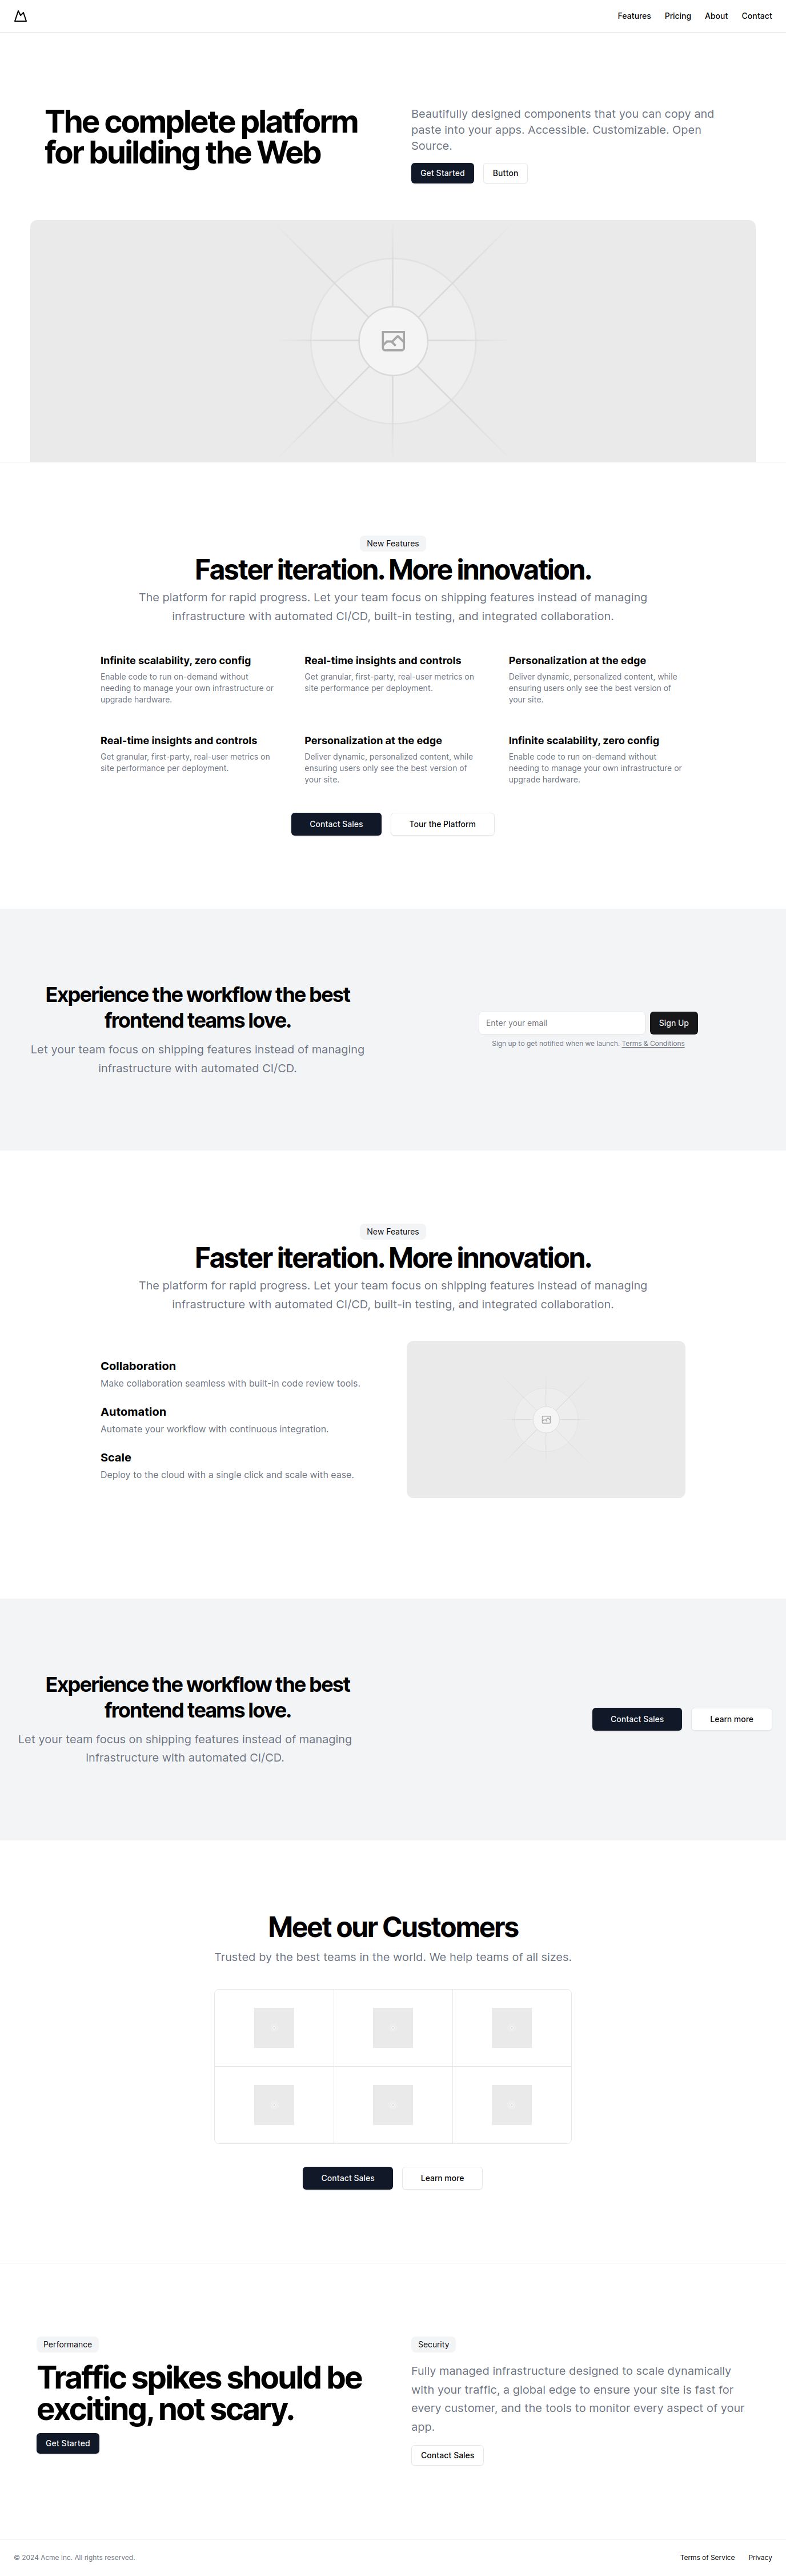 Features Pricing About Contact
The complete platform
for building the Web
Beautifully designed components that you can copy and
paste into your apps. Accessible. Customizable. Open
Source.
Get Started Button
New Features
Faster iteration. More innovation.
The platform for rapid progress. Let your team focus on shipping features instead of managing
infrastructure with automated CI/CD, built-in testing, and integrated collaboration.
Infinite scalability, zero config
Enable code to run on-demand without
needing to manage your own infrastructure or
upgrade hardware.
Real-time insights and controls
Get granular, first-party, real-user metrics on
site performance per deployment.
Personalization at the edge
Deliver dynamic, personalized content, while
ensuring users only see the best version of
your site.
Real-time insights and controls
Get granular, first-party, real-user metrics on
site performance per deployment.
Personalization at the edge
Deliver dynamic, personalized content, while
ensuring users only see the best version of
your site.
Infinite scalability, zero config
Enable code to run on-demand without
needing to manage your own infrastructure or
upgrade hardware.
Contact Sales Tour the Platform
Experience the workflow the best
frontend teams love.
Let your team focus on shipping features instead of managing
infrastructure with automated CI/CD.
Enter your email Sign Up
Sign up to get notified when we launch. Terms & Conditions
New Features
Faster iteration. More innovation.
The platform for rapid progress. Let your team focus on shipping features instead of managing
infrastructure with automated CI/CD, built-in testing, and integrated collaboration.
Collaboration
Make collaboration seamless with built-in code review tools.
Automation
Automate your workflow with continuous integration.
Scale
Deploy to the cloud with a single click and scale with ease.
Experience the workflow the best
frontend teams love.
Let your team focus on shipping features instead of managing
infrastructure with automated CI/CD.
Contact Sales Learn more
Meet our Customers
Trusted by the best teams in the world. We help teams of all sizes.
Contact Sales Learn more
Performance
Traffic spikes should be
exciting, not scary.
Get Started
Security
Fully managed infrastructure designed to scale dynamically
with your traffic, a global edge to ensure your site is fast for
every customer, and the tools to monitor every aspect of your
app.
Contact Sales
© 2024 Acme Inc. All rights reserved.
Terms of Service Privacy